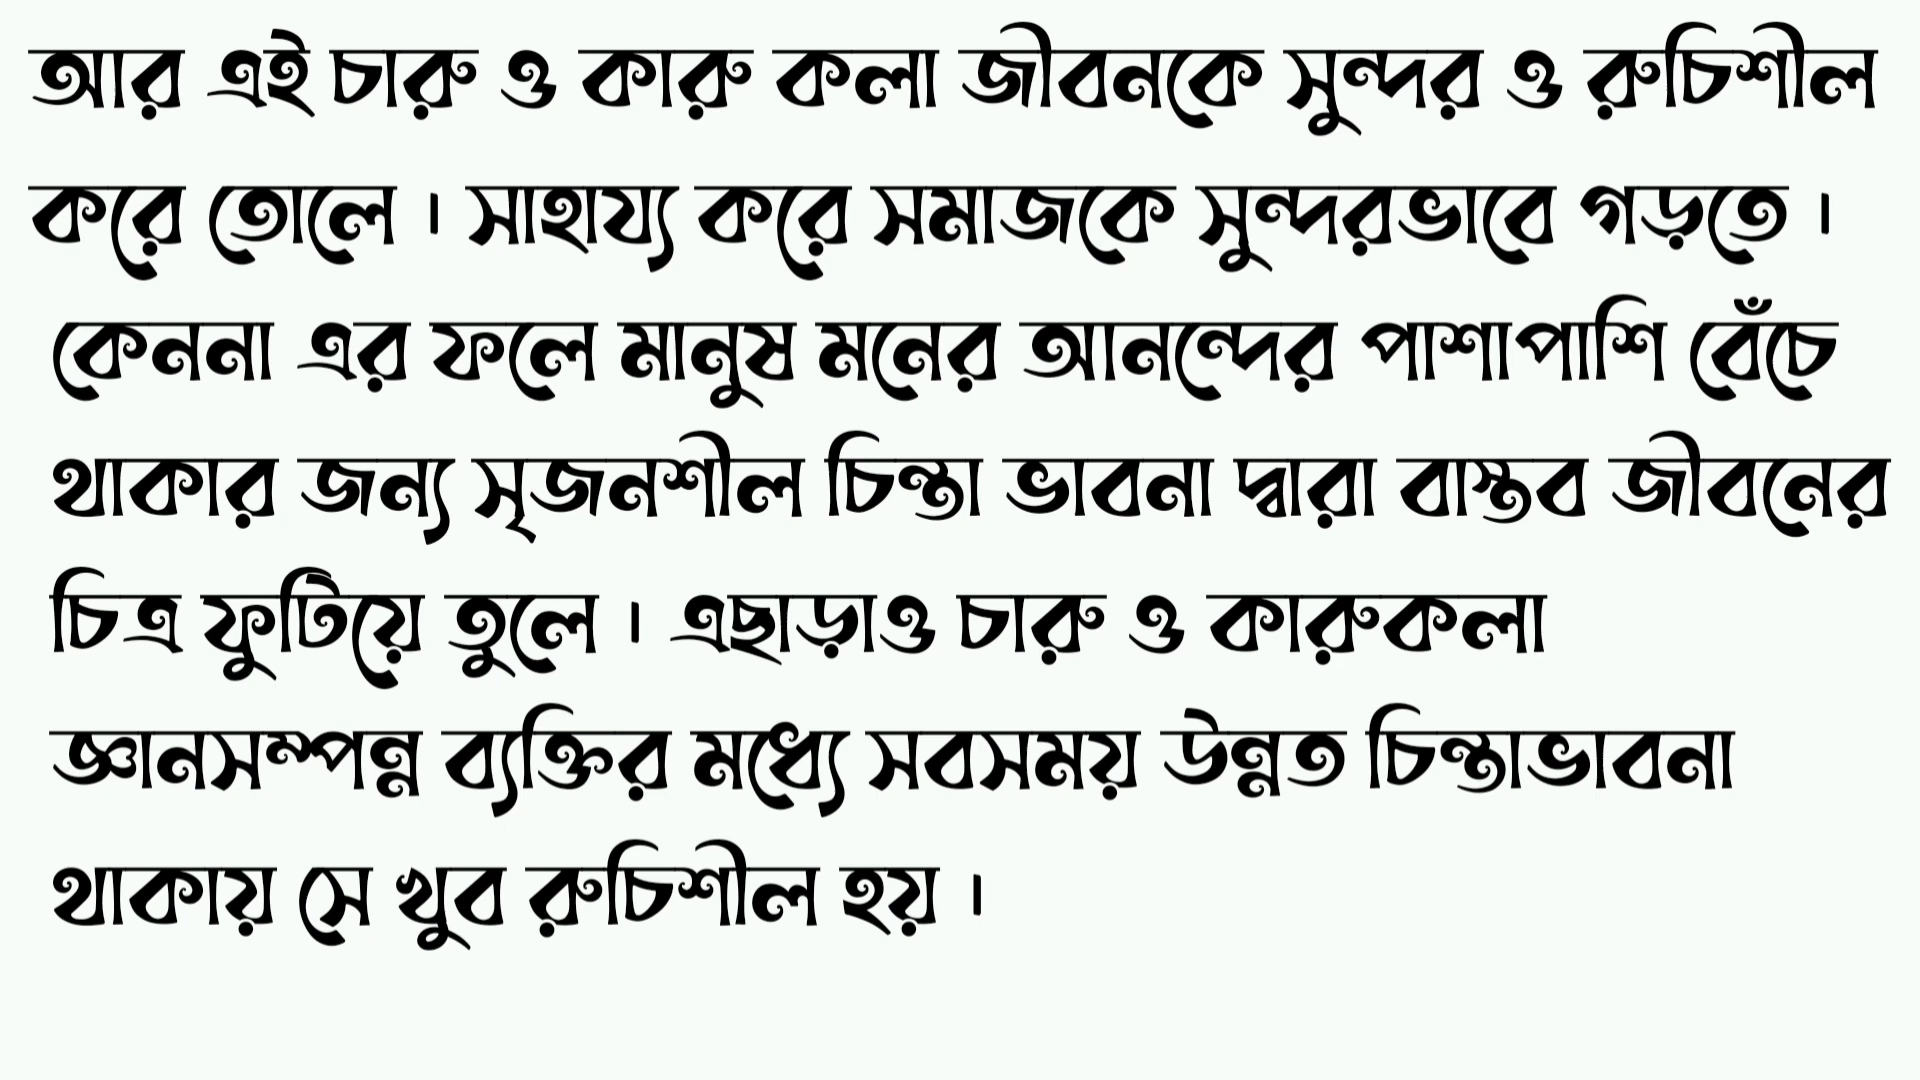 আর এই চারু ও কারু কলা জীবনকে সুন্দর ও রুচিশীল
করে তোলে । সাহায্য করে সমাজকে সুন্দরভাবে গড়তে ।
কেননা এর ফলে মানুষ মনের আনন্দের পাশাপাশি বেঁচে
থাকার জন্য সৃজনশীল চিন্তা ভাবনা দ্বারা বাস্তব জীবনের
চিত্র ফুটিয়ে তুলে । এছাড়াও চারু ও কারুকলা
জ্ঞানসম্পন্ন ব্যক্তির মধ্যে সবসময় উন্নত চিন্তাভাবনা
থাকায় সে খুব রুচিশীল হয় ।